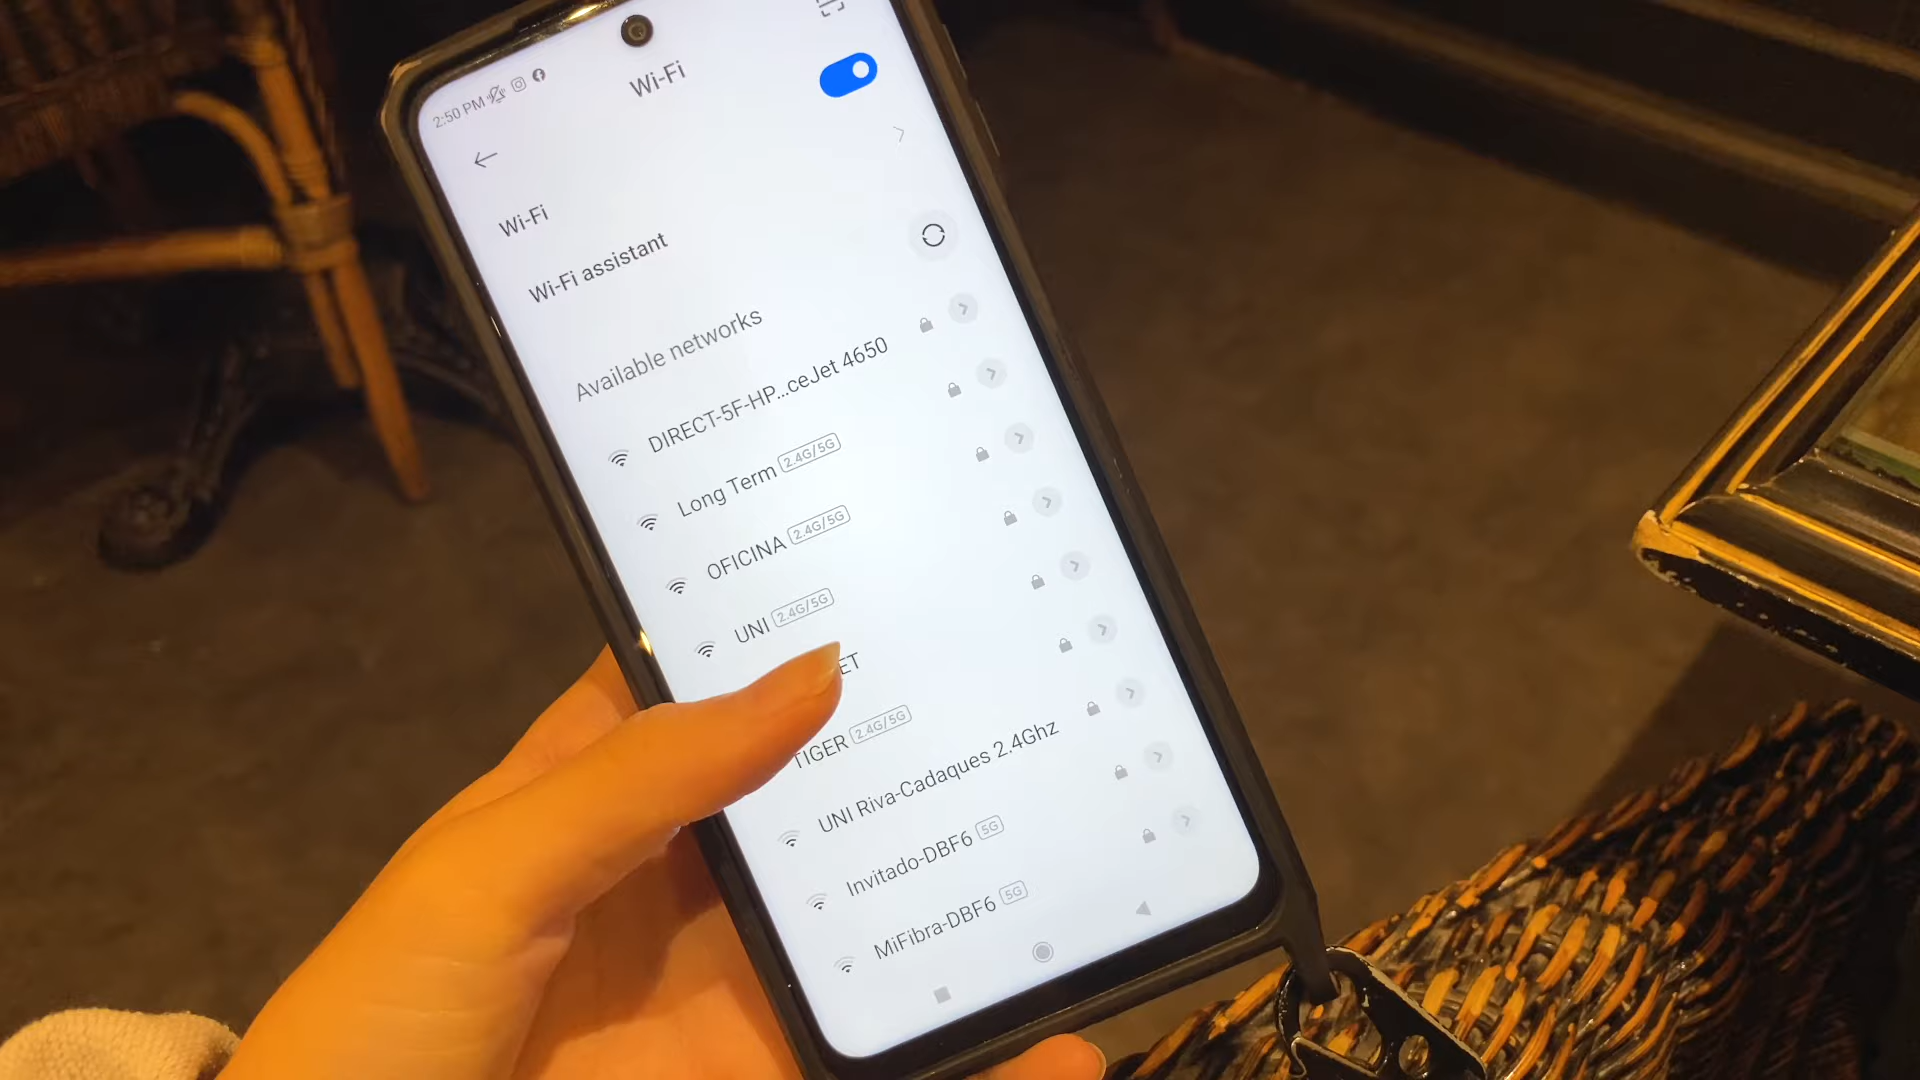 2:50 PM
Wi-Fi
Wi-Fi
Wi-Fi assistant
Available networks
DIRECT-5F-HP...ceJet 4650
Long Term 2.4G/5G
OFICINA 2.4G/5G
UNI 2.4G/5G
TIGER 2.4G/5G
UNI Riva-Cadaques 2.4Ghz
Invitado-DBF6 5G
MiFibra-DBF6 5G